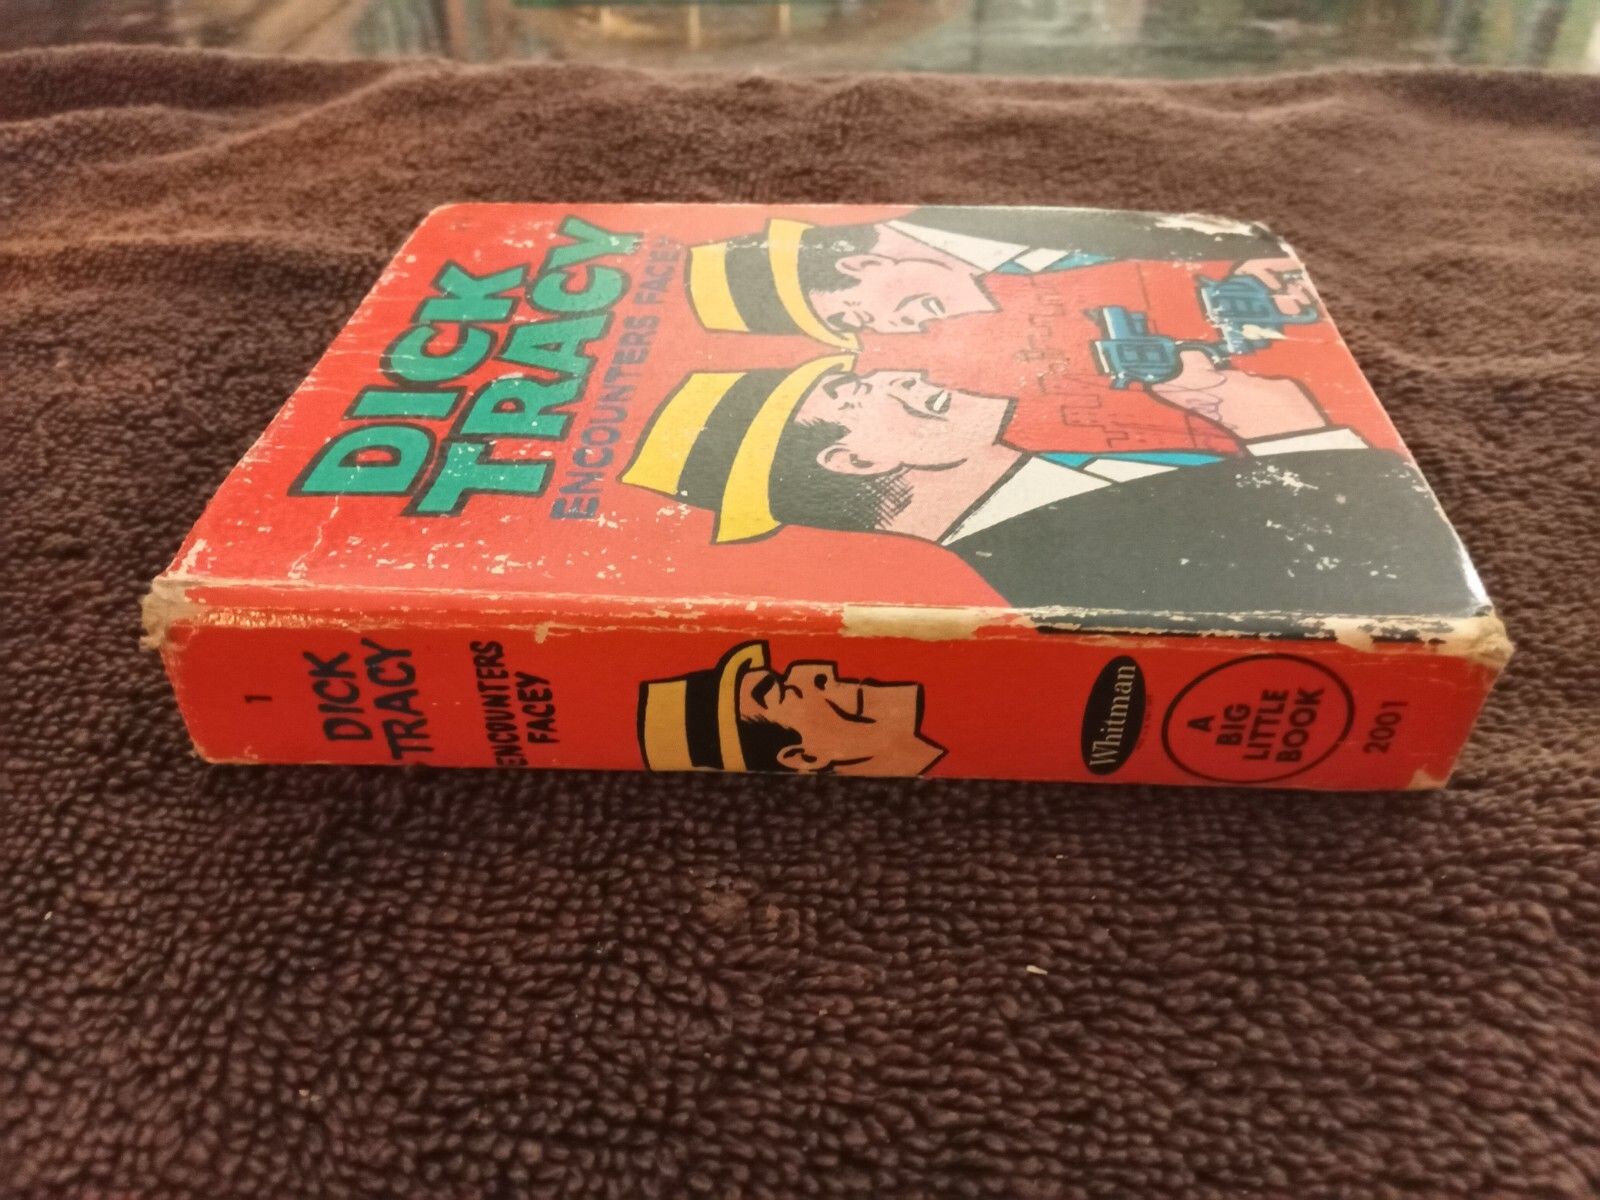 DICK
TRACY
ENCOUNTERS FACEY
1
DICK
TRACY
ENCOUNTERS
FACEY
Whitman
A
BIG
LITTLE
BOOK
2001